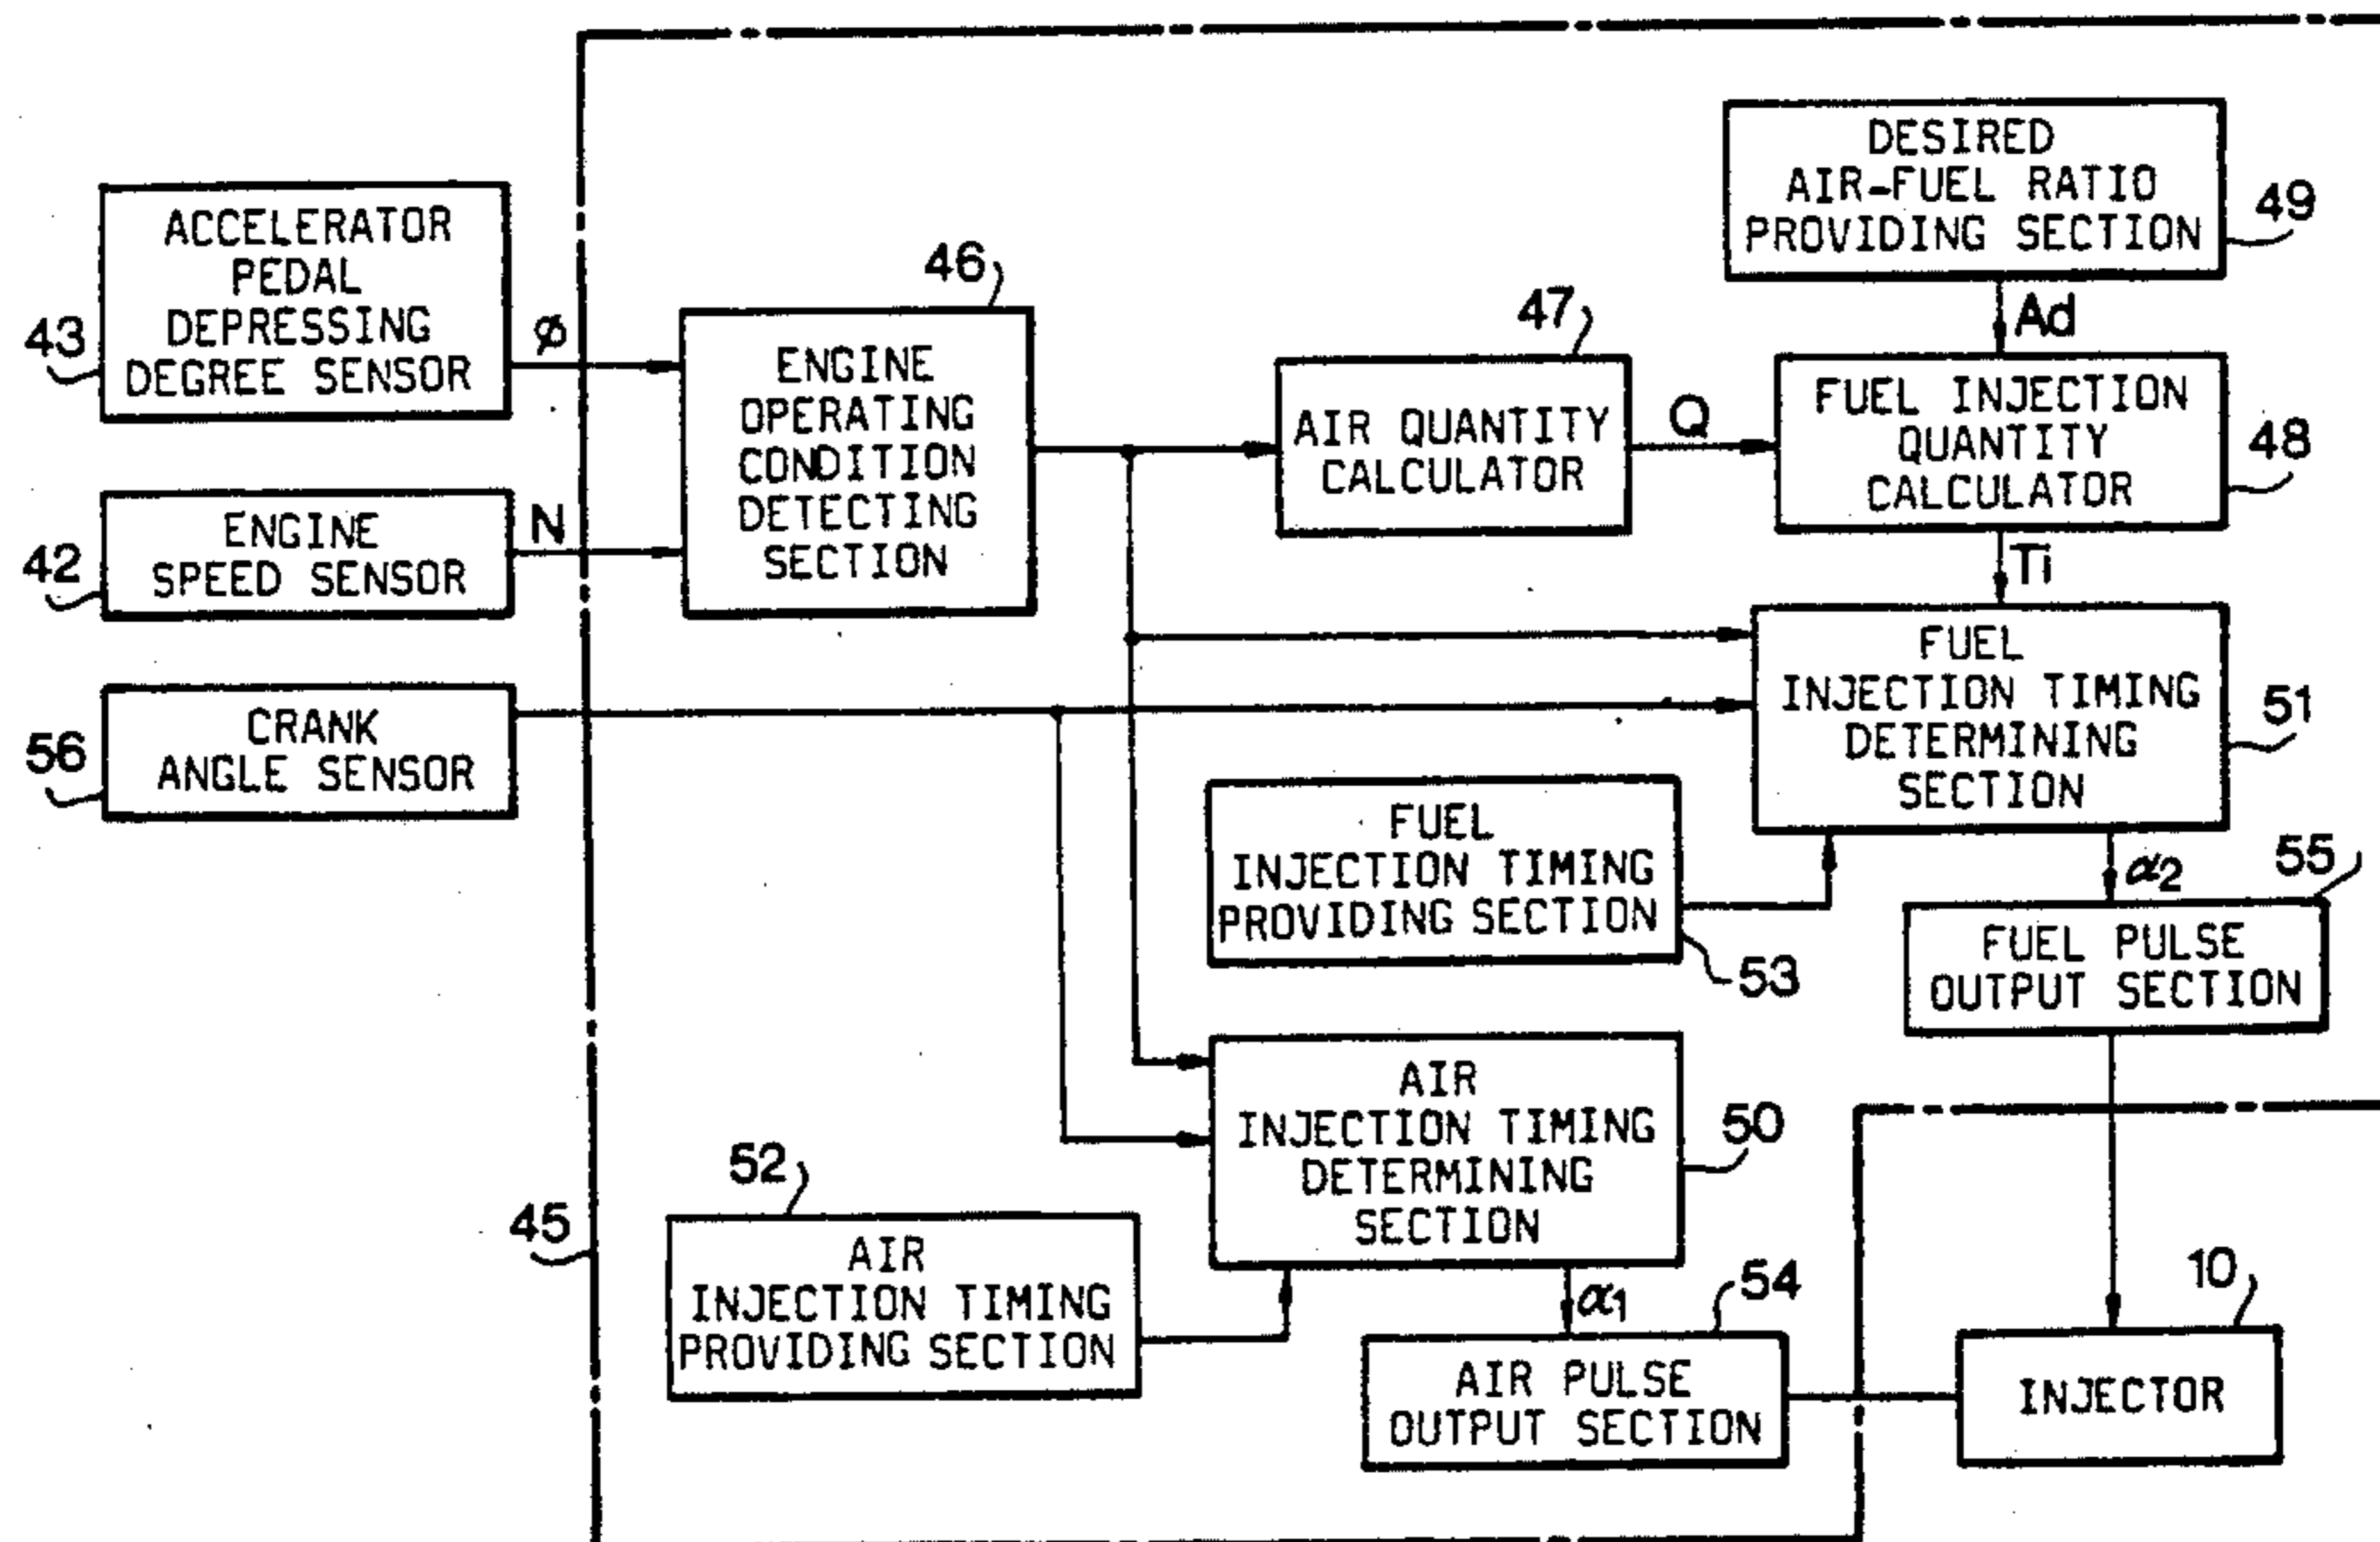 DESIRED
AIR-FUEL RATIO
PROVIDING SECTION
49
ACCELERATOR
PEDAL
DEPRESSING
DEGREE SENSOR
43
ø
46
ENGINE
OPERATING
CONDITION
DETECTING
SECTION
47
AIR QUANTITY
CALCULATOR
Q
Ad
FUEL INJECTION
QUANTITY
CALCULATOR
48
ENGINE
SPEED SENSOR
42
N
Ti
FUEL
INJECTION TIMING
DETERMINING
SECTION
51
CRANK
ANGLE SENSOR
56
FUEL
INJECTION TIMING
PROVIDING SECTION
53
α2
55
FUEL PULSE
OUTPUT SECTION
AIR
INJECTION TIMING
DETERMINING
SECTION
50
52
45
AIR
INJECTION TIMING
PROVIDING SECTION
α1
54
AIR PULSE
OUTPUT SECTION
10
INJECTOR